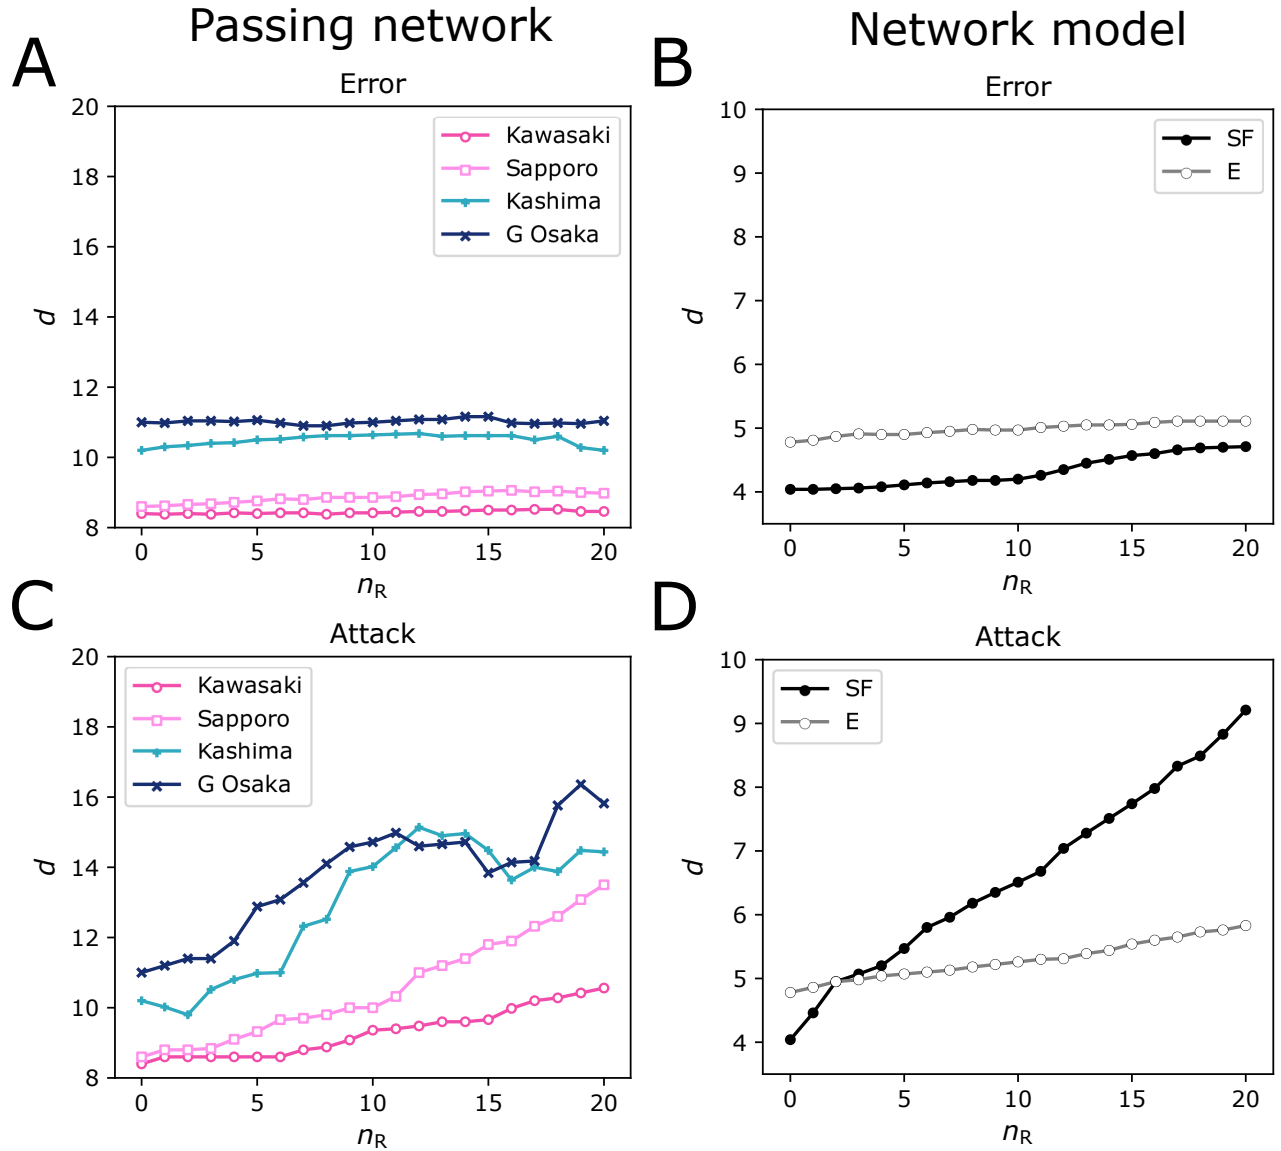 Passing network
Network model
A
Error
20
18
16
14
12
10
8
d
0 5 10 15 20
nR
Kawasaki
Sapporo
Kashima
G Osaka
B
Error
10
9
8
7
6
5
4
d
0 5 10 15 20
nR
SF
E
C
Attack
20
18
16
14
12
10
8
d
0 5 10 15 20
nR
Kawasaki
Sapporo
Kashima
G Osaka
D
Attack
10
9
8
7
6
5
4
d
0 5 10 15 20
nR
SF
E